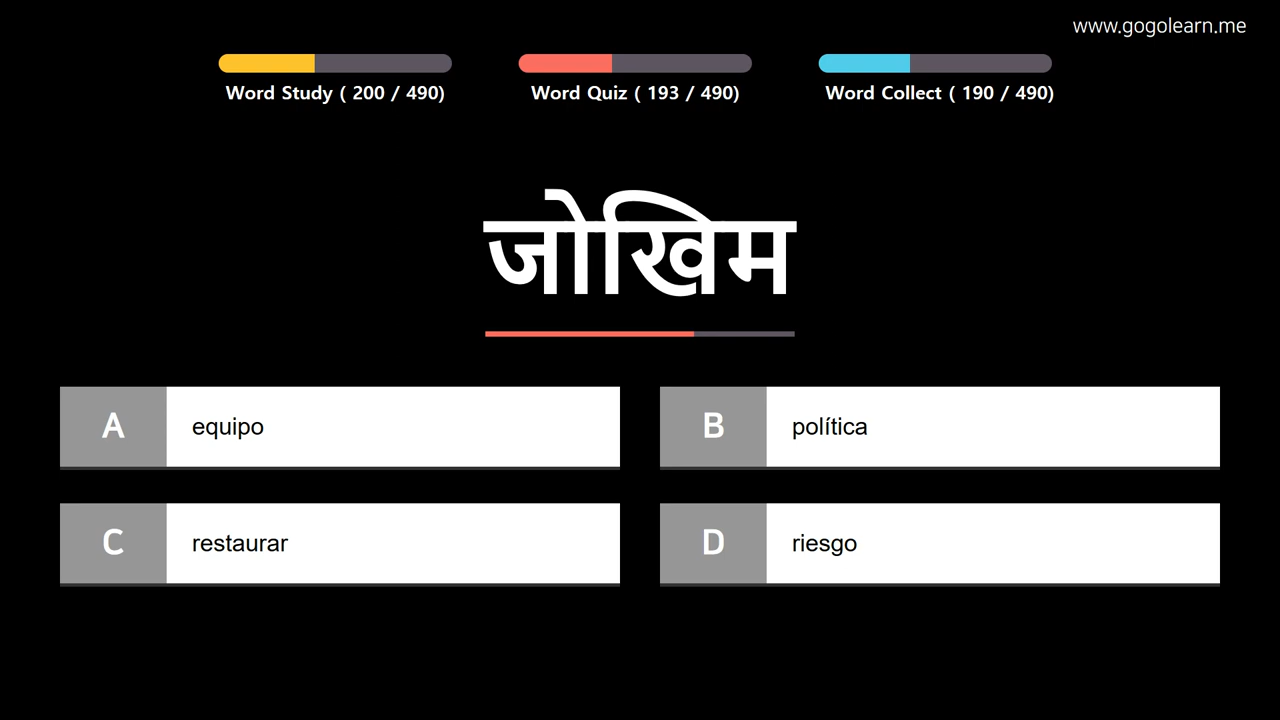 www.gogolearn.me
Word Study ( 200 / 490)
Word Quiz ( 193 / 490)
Word Collect ( 190 / 490)
जोखिम
A equipo
B política
C restaurar
D riesgo